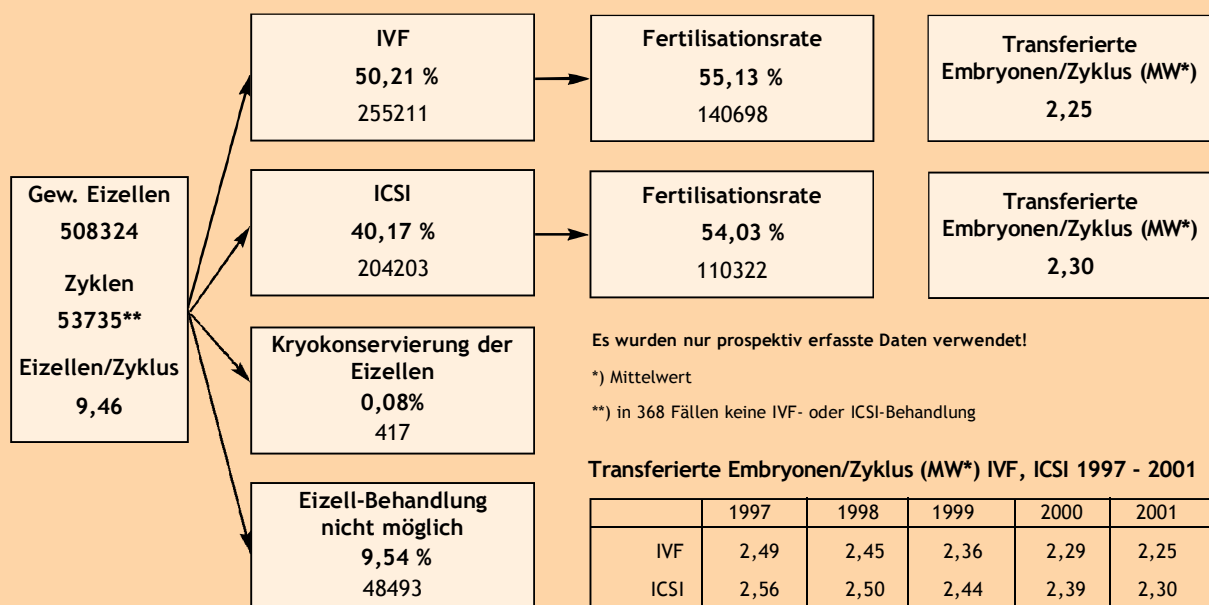 Gew. Eizellen
508324
Zyklen
53735**
Eizellen/Zyklus
9,46
IVF
50,21 %
255211
Fertilisationsrate
55,13 %
140698
Transferierte
Embryonen/Zyklus (MW*)
2,25
ICSI
40,17 %
204203
Fertilisationsrate
54,03 %
110322
Transferierte
Embryonen/Zyklus (MW*)
2,30
Kryokonservierung der
Eizellen
0,08%
417
Eizell-Behandlung
nicht möglich
9,54 %
48493
Es wurden nur prospektiv erfasste Daten verwendet!
*) Mittelwert
**) in 368 Fällen keine IVF- oder ICSI-Behandlung
Transferierte Embryonen/Zyklus (MW*) IVF, ICSI 1997 - 2001
1997 1998 1999 2000 2001
IVF 2,49 2,45 2,36 2,29 2,25
ICSI 2,56 2,50 2,44 2,39 2,30